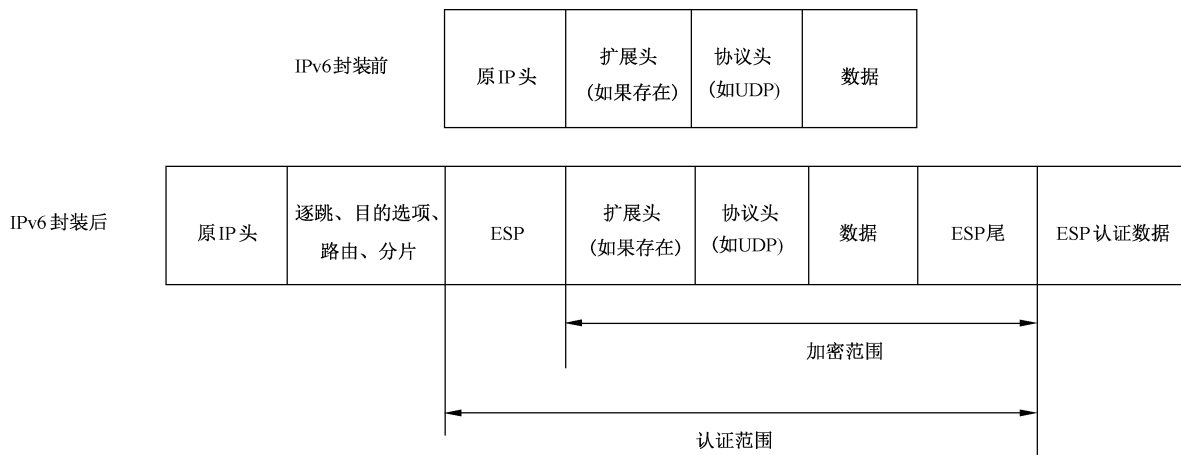 IPv6封装前
原IP头
扩展头
(如果存在)
协议头
(如UDP)
数据
IPv6封装后
原IP头
逐跳、目的选项、
路由、分片
ESP
扩展头
(如果存在)
协议头
(如UDP)
数据
ESP尾
ESP认证数据
加密范围
认证范围